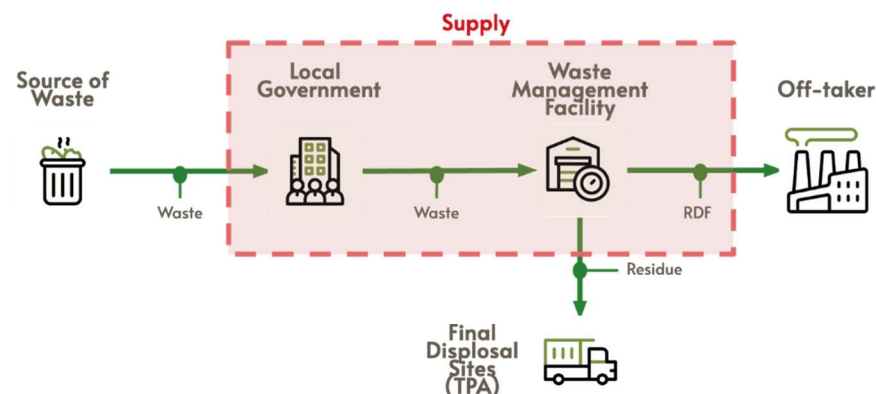 Supply
Source of
Waste
Local
Government
Waste
Management
Facility
Off-taker
Waste
Waste
RDF
Residue
Final
Displosal
Sites
(TPA)